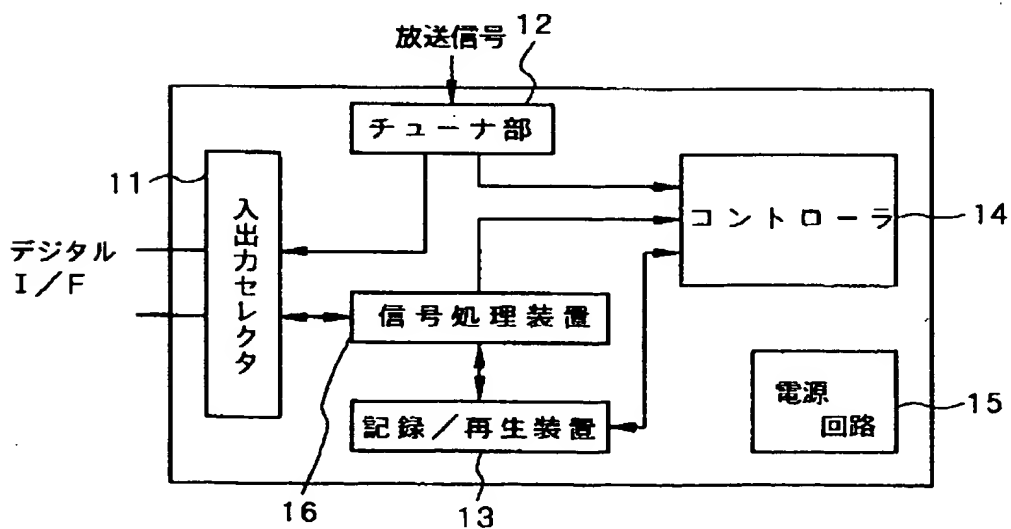 放送信号
12
チューナ部
11
入出力セレクタ
コントローラ
14
デジタル
I/F
信号処理装置
電源
回路
15
記録/再生装置
16
13